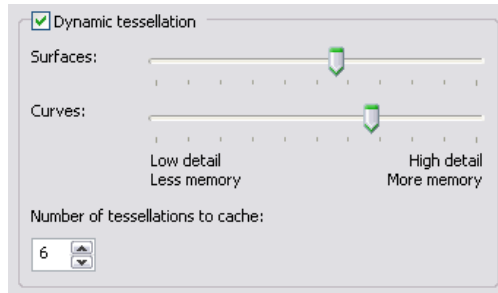 Dynamic tessellation
Surfaces:
Curves:
Low detail High detail
Less memory More memory
Number of tessellations to cache:
6